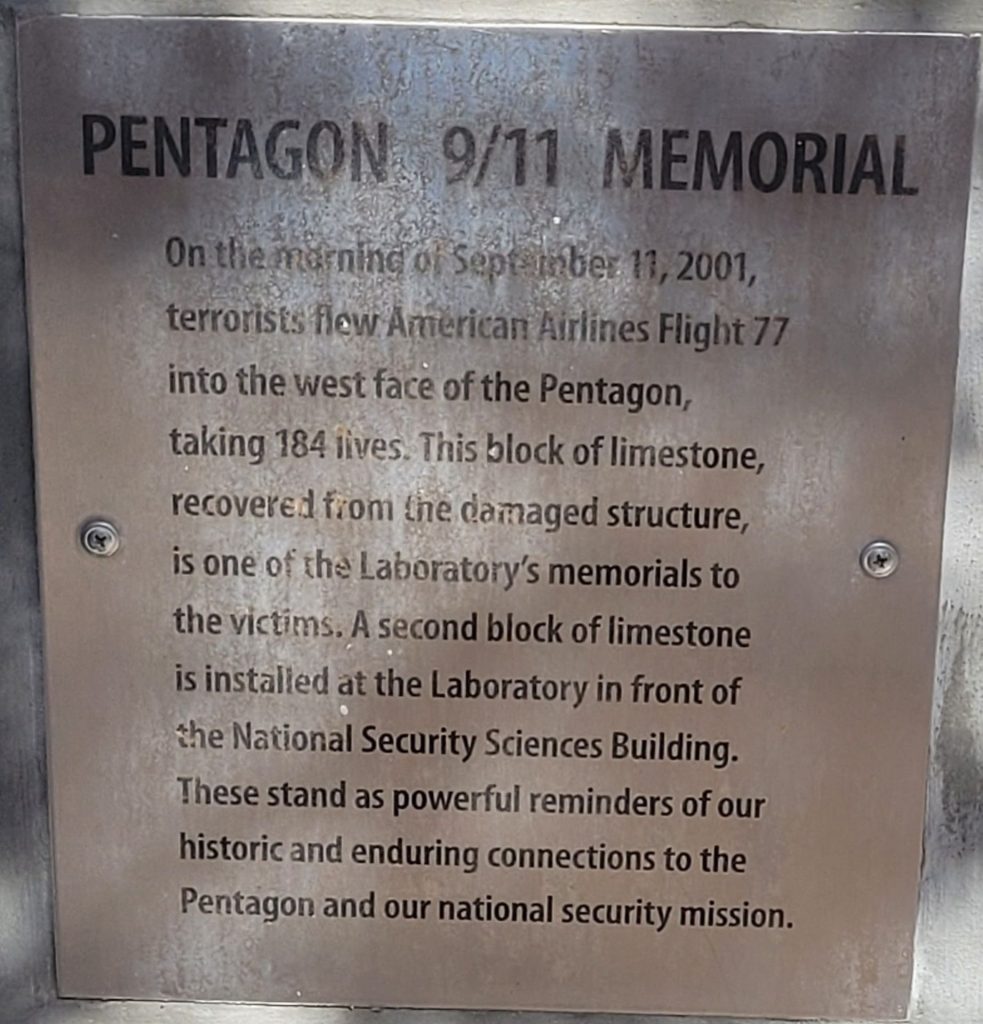 PENTAGON 9/11 MEMORIAL
On the morning of September 11, 2001,
terrorists flew American Airlines Flight 77
into the west face of the Pentagon,
taking 184 lives. This block of limestone,
recovered from the damaged structure,
is one of the Laboratory's memorials to
the victims. A second block of limestone
is installed at the Laboratory in front of
the National Security Sciences Building.
These stand as powerful reminders of our
historic and enduring connections to the
Pentagon and our national security mission.